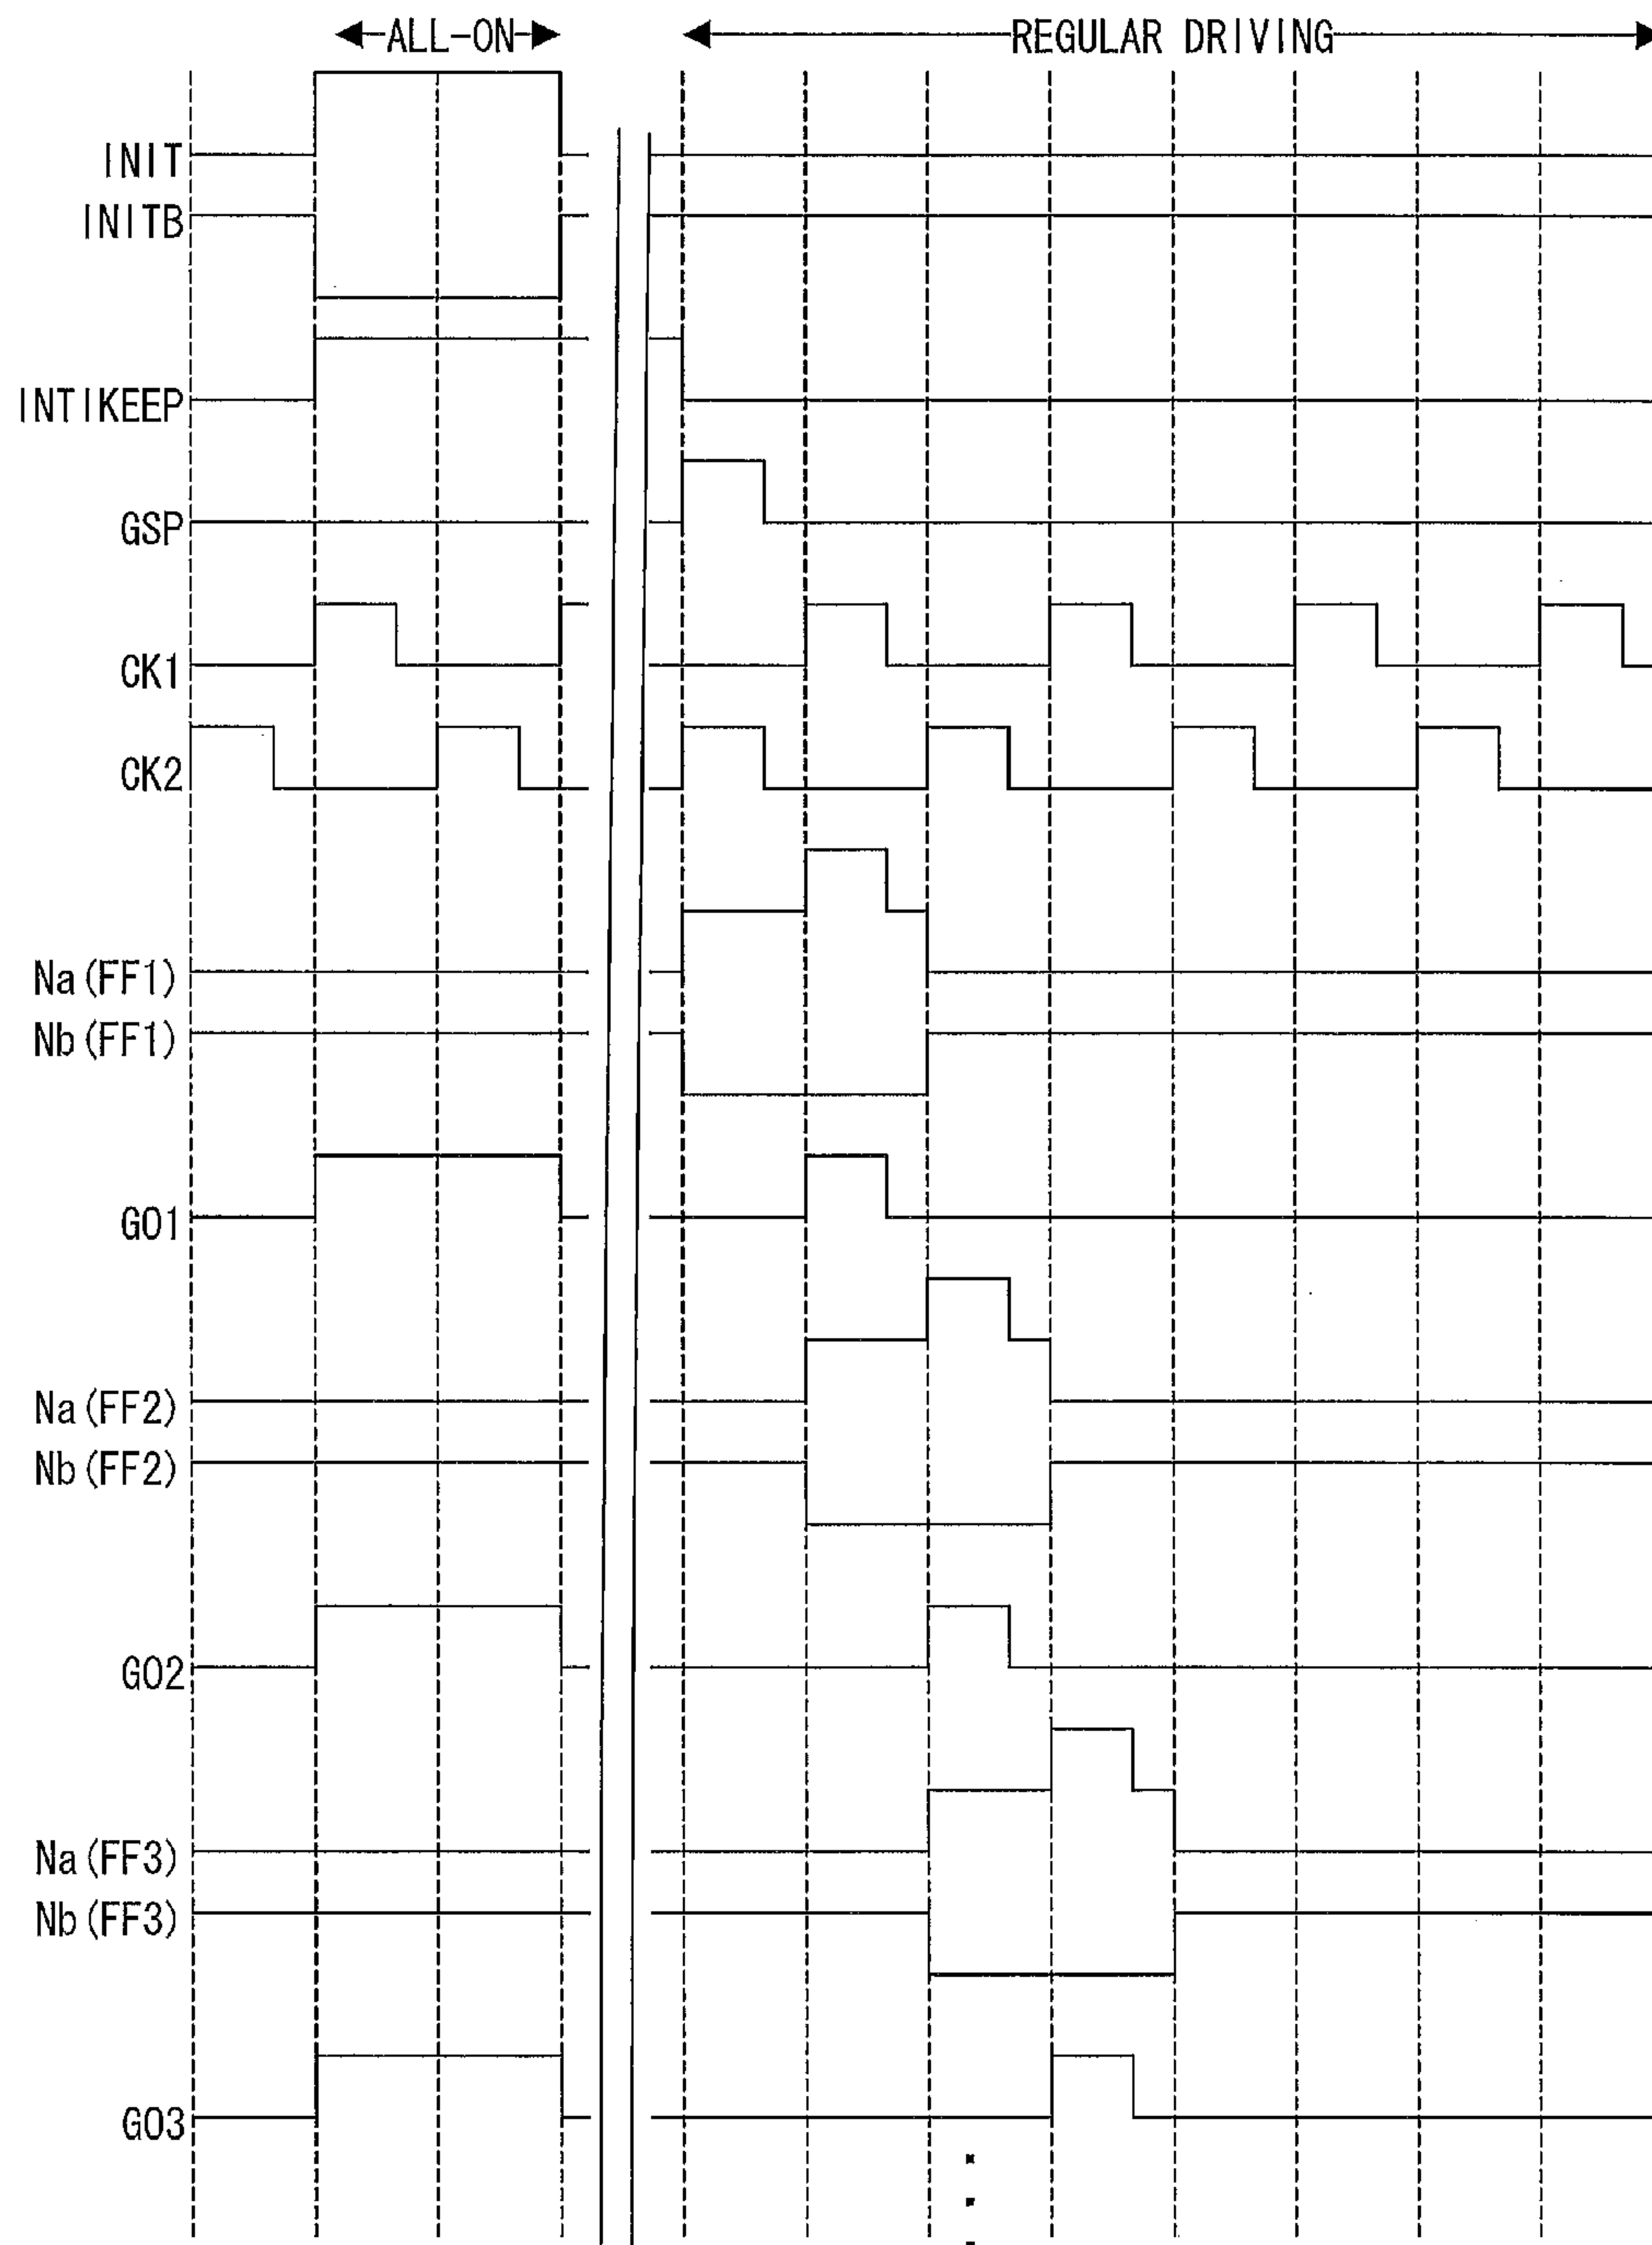 ALL-ON
REGULAR DRIVING
INIT
INITB
INTIKEEP
GSP
CK1
CK2
Na(FF1)
Nb(FF1)
GO1
Na(FF2)
Nb(FF2)
GO2
Na(FF3)
Nb(FF3)
GO3